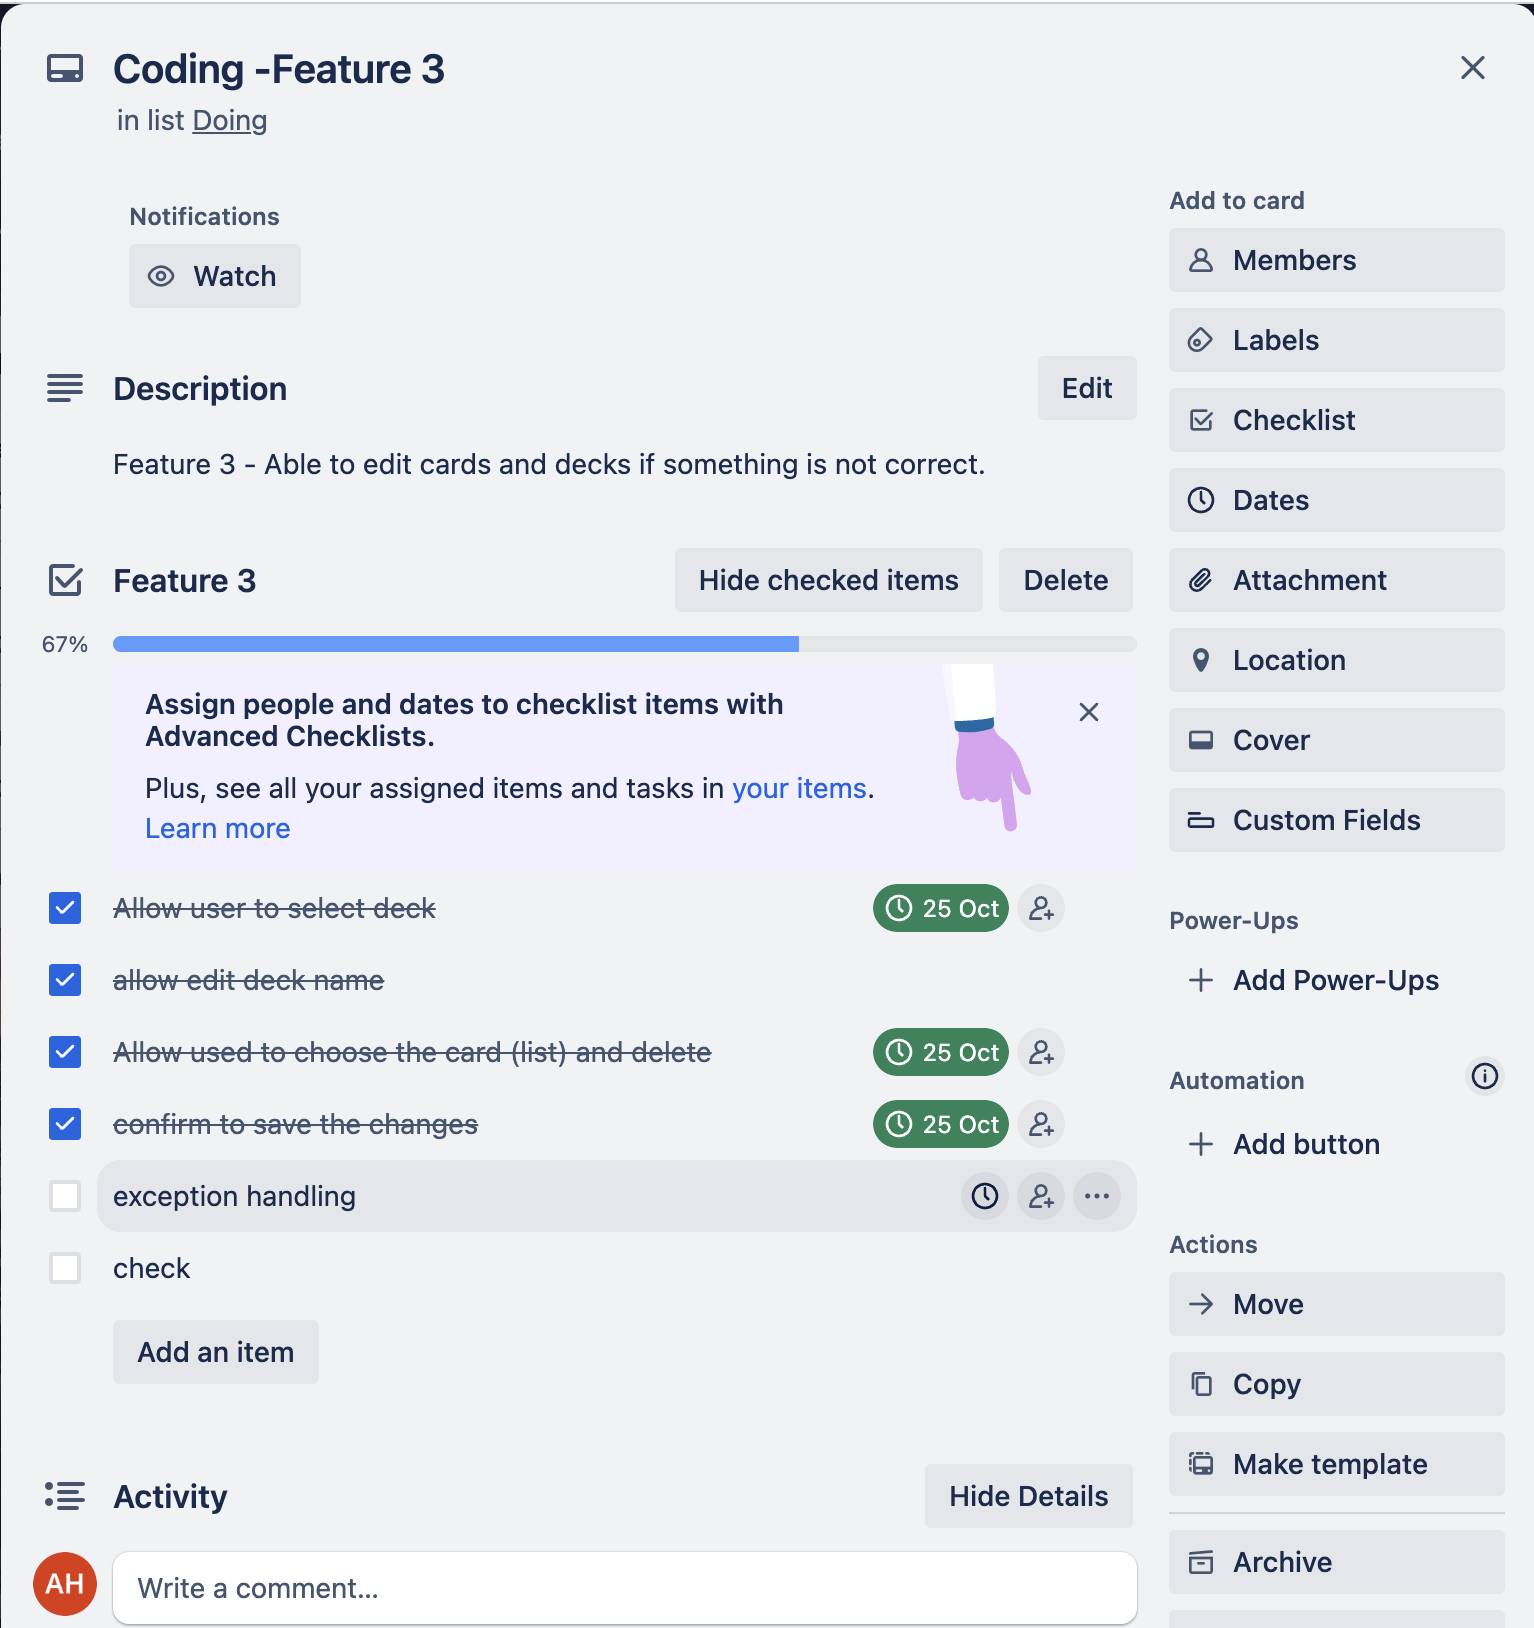 Coding -Feature 3
in list Doing
Notifications
Watch
Description
Edit
Feature 3 - Able to edit cards and decks if something is not correct.
Feature 3
Hide checked items
Delete
67%
Assign people and dates to checklist items with
Advanced Checklists.
Plus, see all your assigned items and tasks in your items.
Learn more
Allow user to select deck
25 Oct
allow edit deck name
Allow used to choose the card (list) and delete
25 Oct
confirm to save the changes
25 Oct
exception handling
check
Add an item
Activity
Hide Details
AH
Write a comment...
Add to card
Members
Labels
Checklist
Dates
Attachment
Location
Cover
Custom Fields
Power-Ups
Add Power-Ups
Automation
Add button
Actions
Move
Copy
Make template
Archive